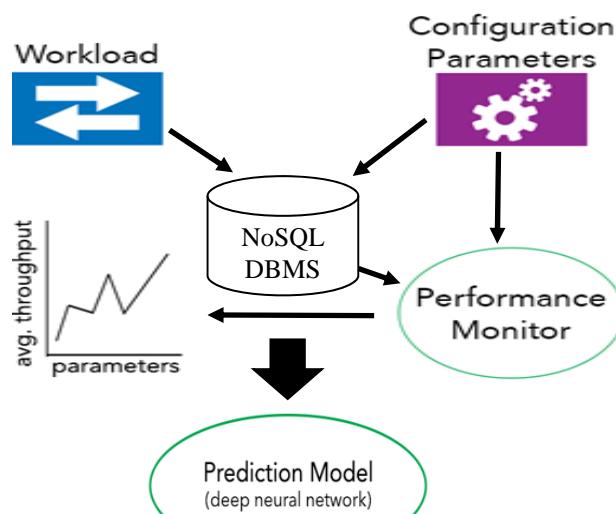 Workload
Configuration
Parameters
NoSQL
DBMS
avg. throughput
parameters
Performance
Monitor
Prediction Model
(deep neural network)